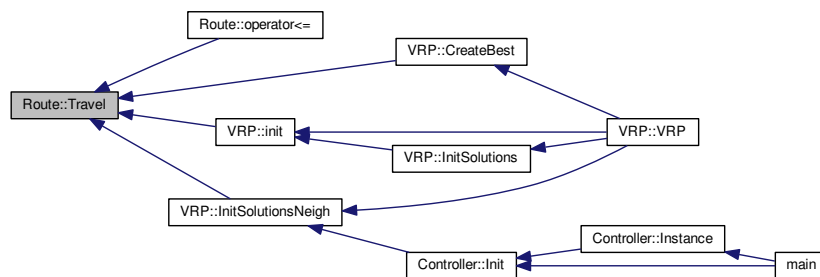 Route::operator<=
VRP::CreateBest
Route::Travel
VRP::init
VRP::VRP
VRP::InitSolutions
VRP::InitSolutionsNeigh
Controller::Instance
Controller::Init
main